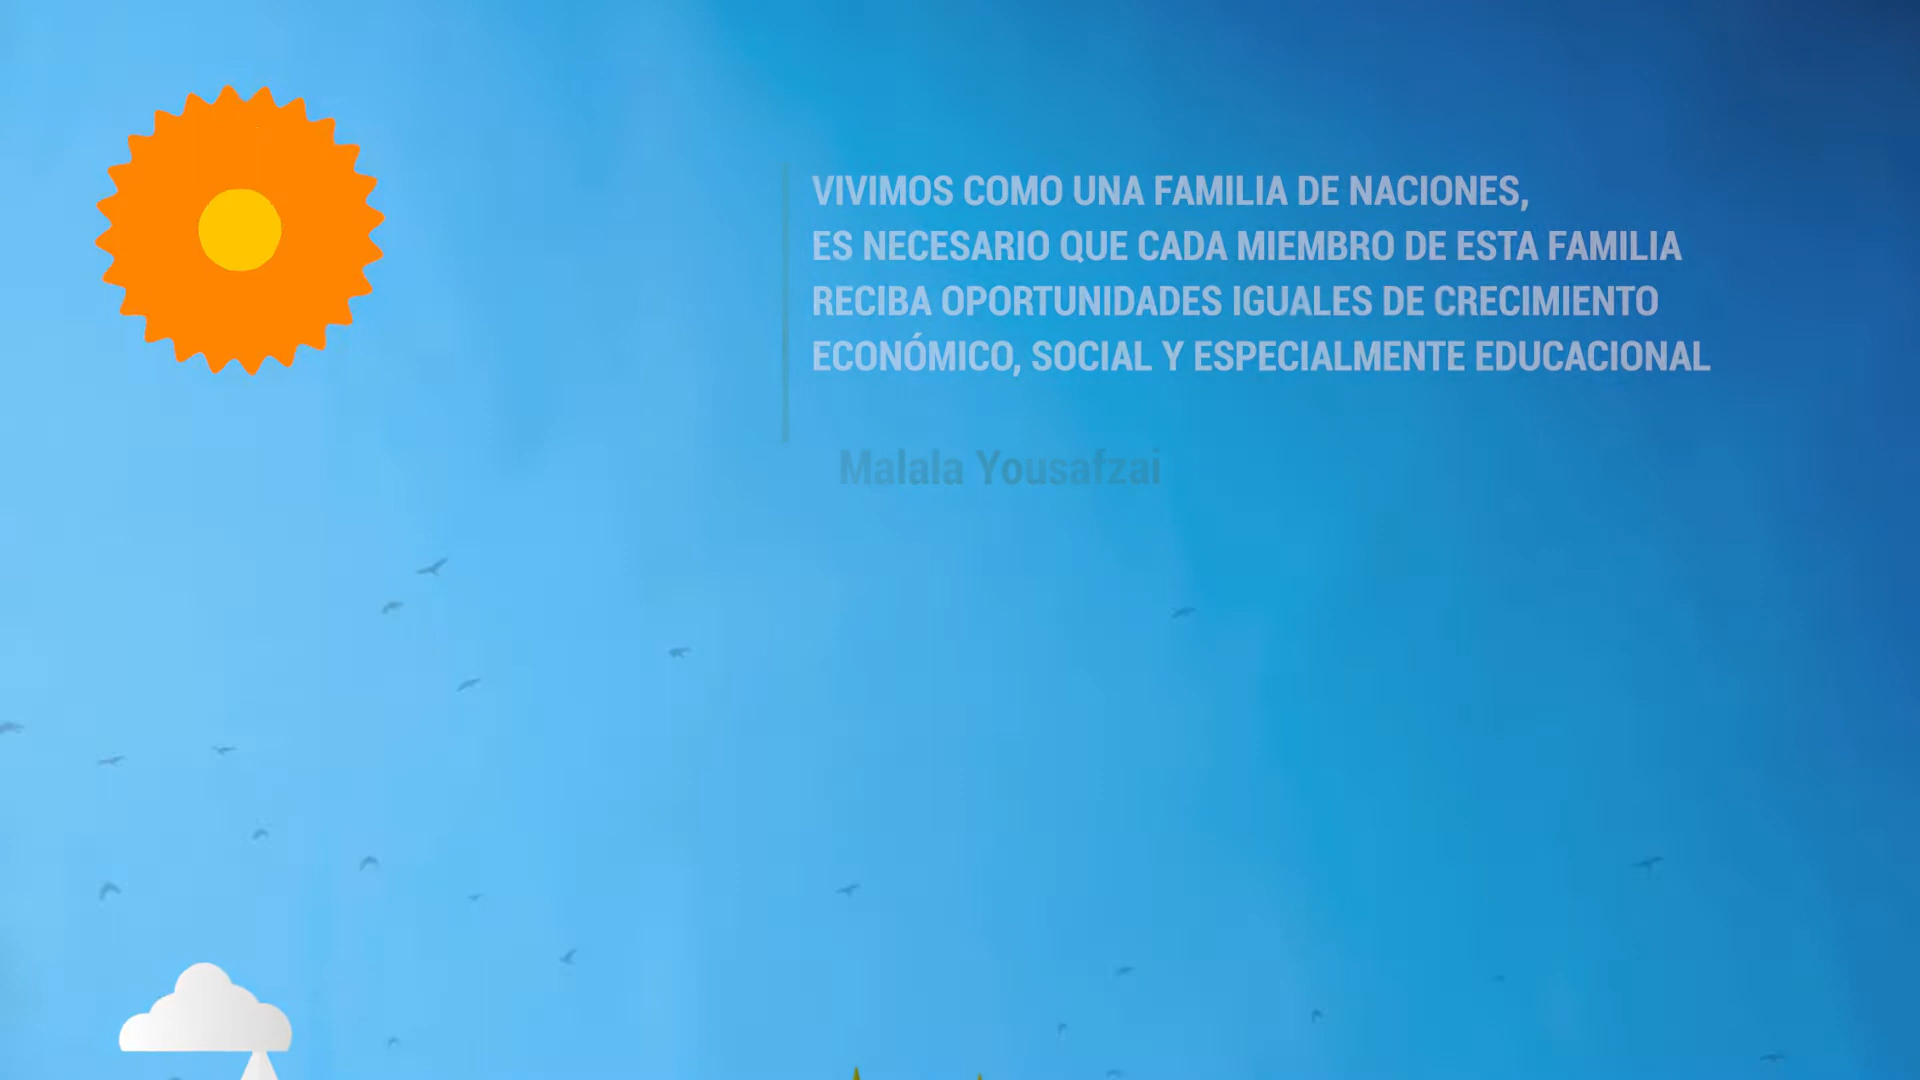 VIVIMOS COMO UNA FAMILIA DE NACIONES,
ES NECESARIO QUE CADA MIEMBRO DE ESTA FAMILIA
RECIBA OPORTUNIDADES IGUALES DE CRECIMIENTO
ECONÓMICO, SOCIAL Y ESPECIALMENTE EDUCACIONAL
Malala Yousafzai